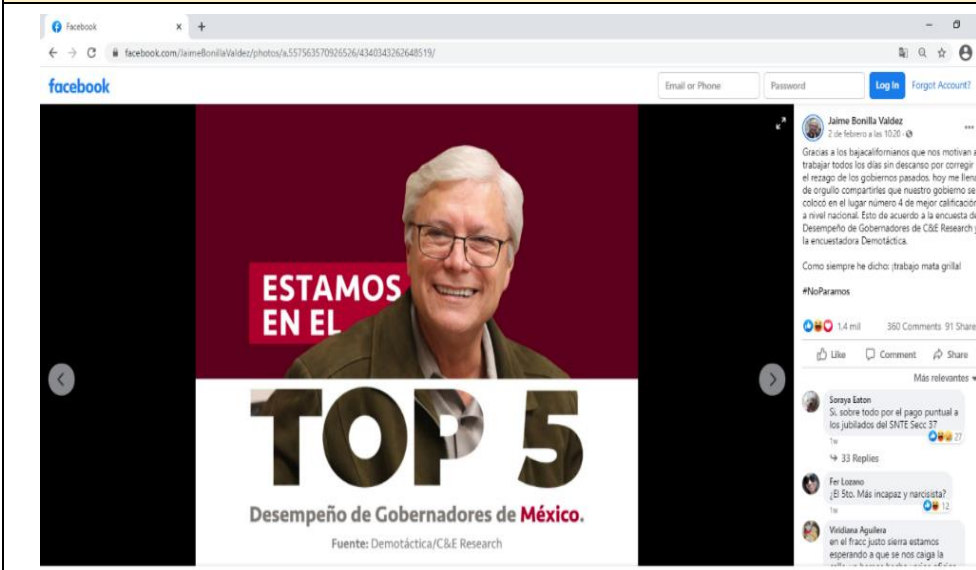 Facebook
facebook.com/JaimeBonillaValdez/photos/a.557563570926526/4340343262648519/
facebook
Email or Phone
Password
Log In
Forgot Account?
ESTAMOS
EN EL
TOP 5
Desempeño de Gobernadores de México.
Fuente: Demotáctica/C&E Research
Jaime Bonilla Valdez
2 de febrero a las 10:20
Gracias a los bajacalifornianos que nos motivan a
trabajar todos los días sin descanso por corregir
el rezago de los gobiernos pasados, hoy me llena
de orgullo compartirles que nuestro gobierno se
colocó en el lugar número 4 de mejor calificación
a nivel nacional. Esto de acuerdo a la encuesta de
Desempeño de Gobernadores de C&E Research y
la encuestadora Demotáctica.
Como siempre he dicho: ¡trabajo mata grilla!
#NoParamos
1,4 mil
360 Comments 91 Share
Like Comment Share
Más relevantes
Soraya Eaton
Si, sobre todo por el pago puntual a
los jubilados del SNTE Secc 37
27
1w
33 Replies
Fer Lozano
¿El 5to. Más incapaz y narcisista?
12
1w
Viridiana Aguilera
en el fracc justo sierra estamos
esperando a que se nos caiga la